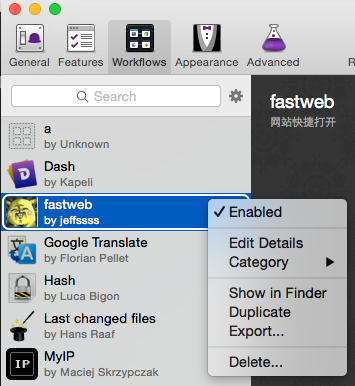 General
Features
Workflows
Appearance
Advanced
R
Search
fastweb
网站快捷打开
a
by Unknown
Dash
by Kapeli
fastweb
by jeffssss
Google Translate
by Florian Pellet
Hash
by Luca Bigon
Last changed files
by Hans Raaf
IP
MyIP
by Maciej Skrzypczak
✓ Enabled
Edit Details
Category
Show in Finder
Duplicate
Export...
Delete...